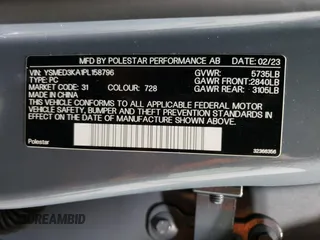 MFD BY POLESTAR PERFORMANCE AB DATE 02/23
VIN: YSMED3KA1PL158796 GVWR: 5735LB
TYPE: PC GAWR FRONT:2840LB
MARKET CODE: 31 COLOUR: 728 GAWR REAR: 3105LB
MADE IN CHINA
THIS VEHICLE CONFORMS TO ALL APPLICABLE U.S. FEDERAL MOTOR
VEHICLE SAFETY, BUMPER, AND THEFT PREVENTION STANDARDS IN EFFECT
ON THE DATE OF MANUFACTURE SHOWN ABOVE.
Polestar 32366356
DREAMBID